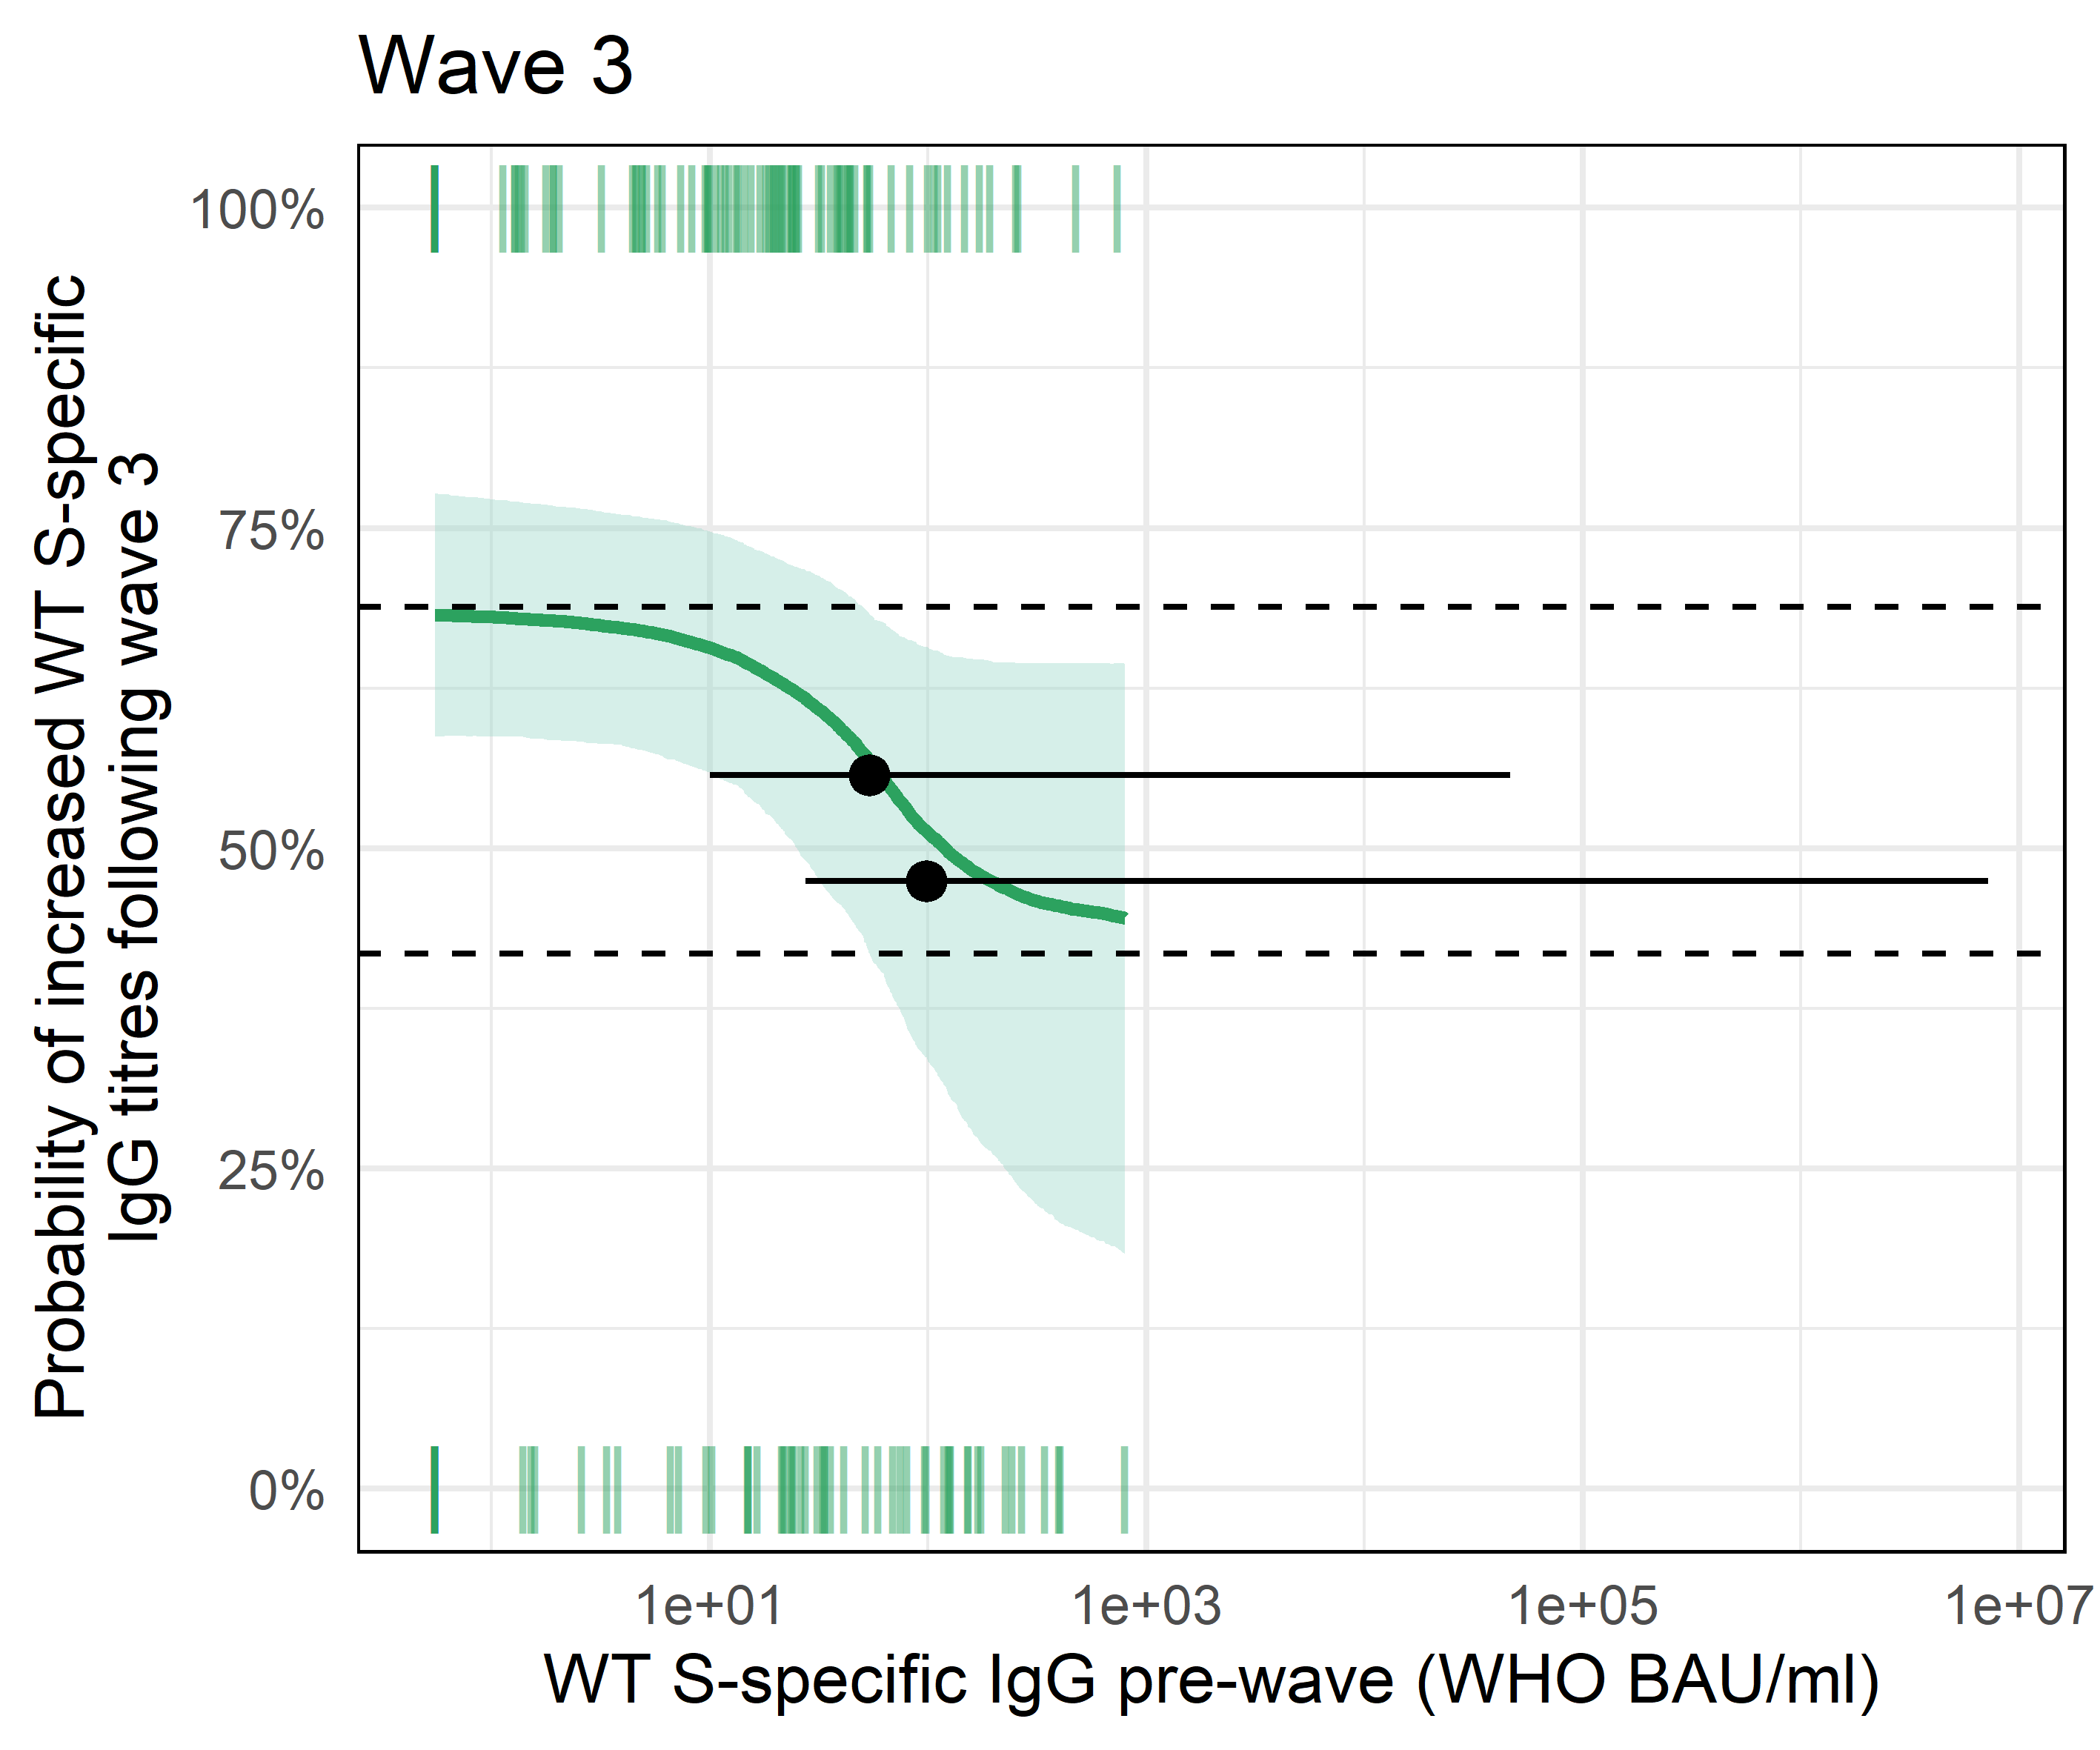 Wave 3
Probability of increased WT S-specific
IgG titres following wave 3
100%
75%
50%
25%
0%
1e+01
1e+03
1e+05
1e+07
WT S-specific IgG pre-wave (WHO BAU/ml)